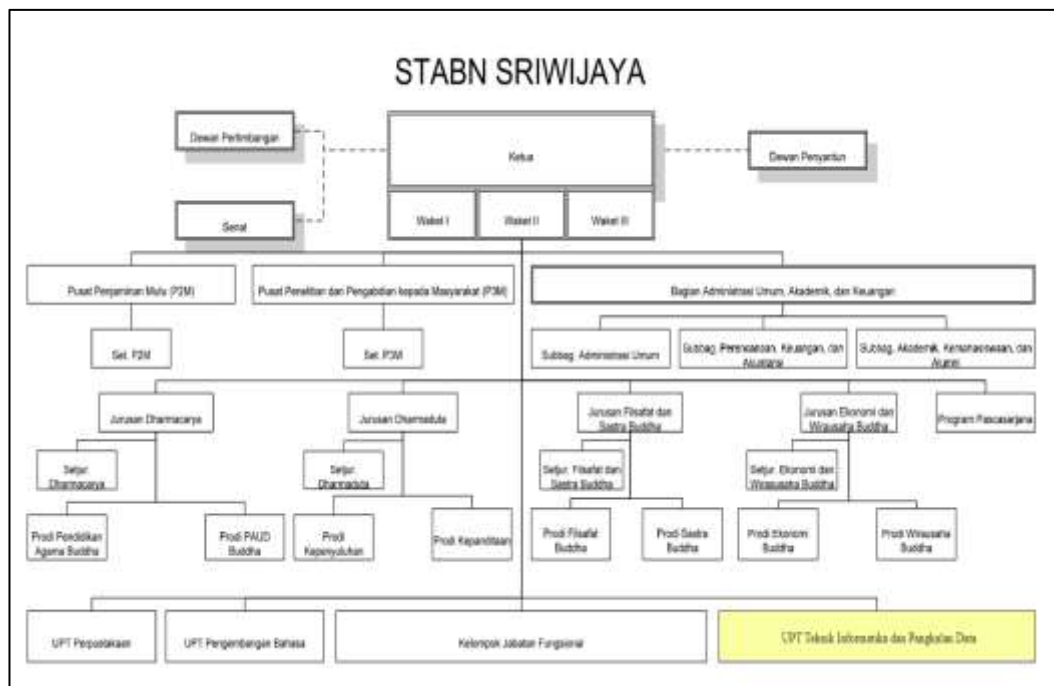 STABN SRIWIJAYA
Dewan Pertimbangan
Ketua
Dewan Penyantun
Senat
Waket I
Waket II
Waket III
Pusat Penjaminan Mutu (P2M)
Pusat Penelitian dan Pengabdian kepada Masyarakat (P3M)
Bagian Administrasi Umum, Akademik, dan Keuangan
Set. P2M
Set. P3M
Subbag. Administrasi Umum
Subbag. Perencanaan, Keuangan, dan
Akuntansi
Subbag. Akademik, Kemahasiswaan, dan
Alumni
Jurusan Dharmacarya
Jurusan Dharmaduta
Jurusan Filsafat dan
Sastra Buddha
Jurusan Ekonomi dan
Wirausaha Buddha
Program Pascasarjana
Setjur.
Dharmacarya
Setjur.
Dharmaduta
Setjur. Filsafat dan
Sastra Buddha
Setjur. Ekonomi dan
Wirausaha Buddha
Prodi Pendidikan
Agama Buddha
Prodi PAUD
Buddha
Prodi
Kepenyuluhan
Prodi Kepanditaan
Prodi Filsafat
Buddha
Prodi Sastra
Buddha
Prodi Ekonomi
Buddha
Prodi Wirausaha
Buddha
UPT Perpustakaan
UPT Pengembangan Bahasa
Kelompok Jabatan Fungsional
UPT Teknik Informatika dan Pangkalan Data